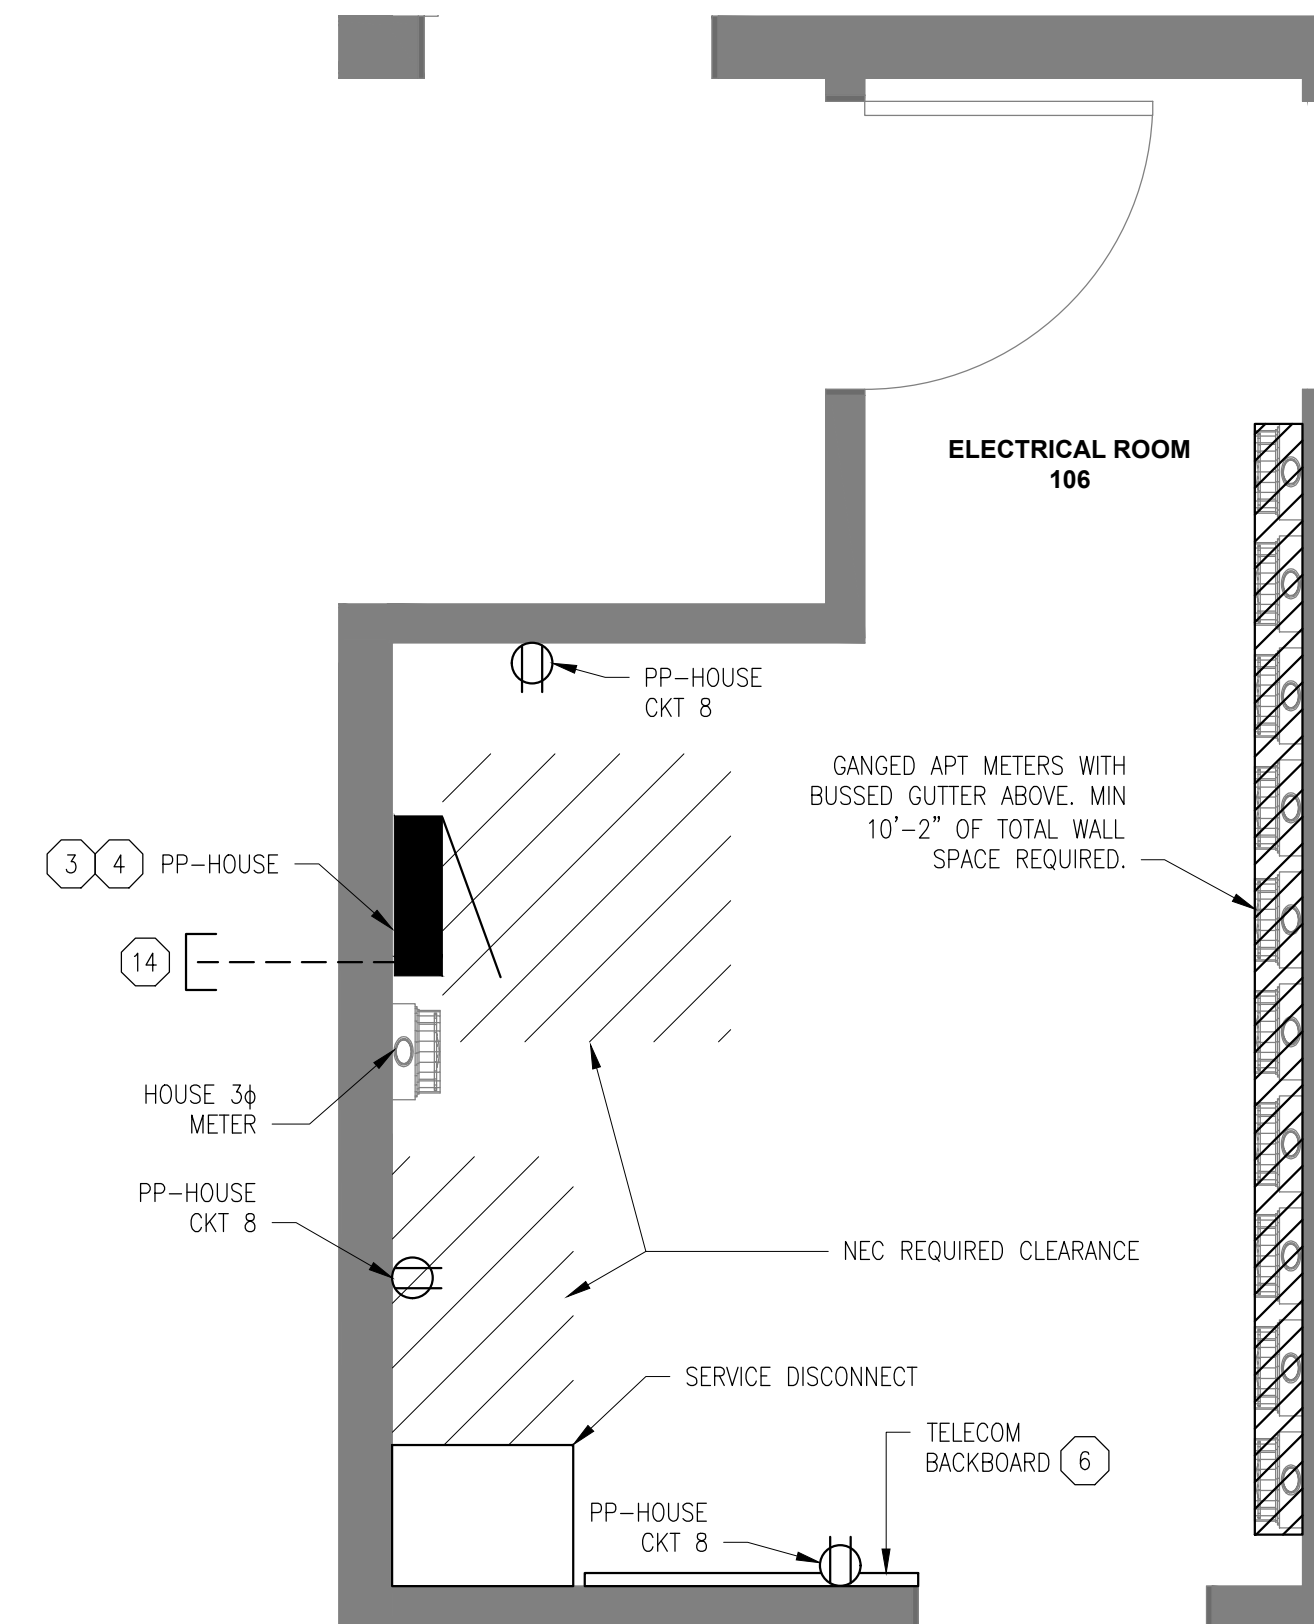 ELECTRICAL ROOM
106
PP-HOUSE
CKT 8
GANGED APT METERS WITH
BUSSED GUTTER ABOVE. MIN
10'-2" OF TOTAL WALL
SPACE REQUIRED.
3 4 PP-HOUSE
14
HOUSE 3ϕ
METER
PP-HOUSE
CKT 8
NEC REQUIRED CLEARANCE
SERVICE DISCONNECT
TELECOM
BACKBOARD 6
PP-HOUSE
CKT 8